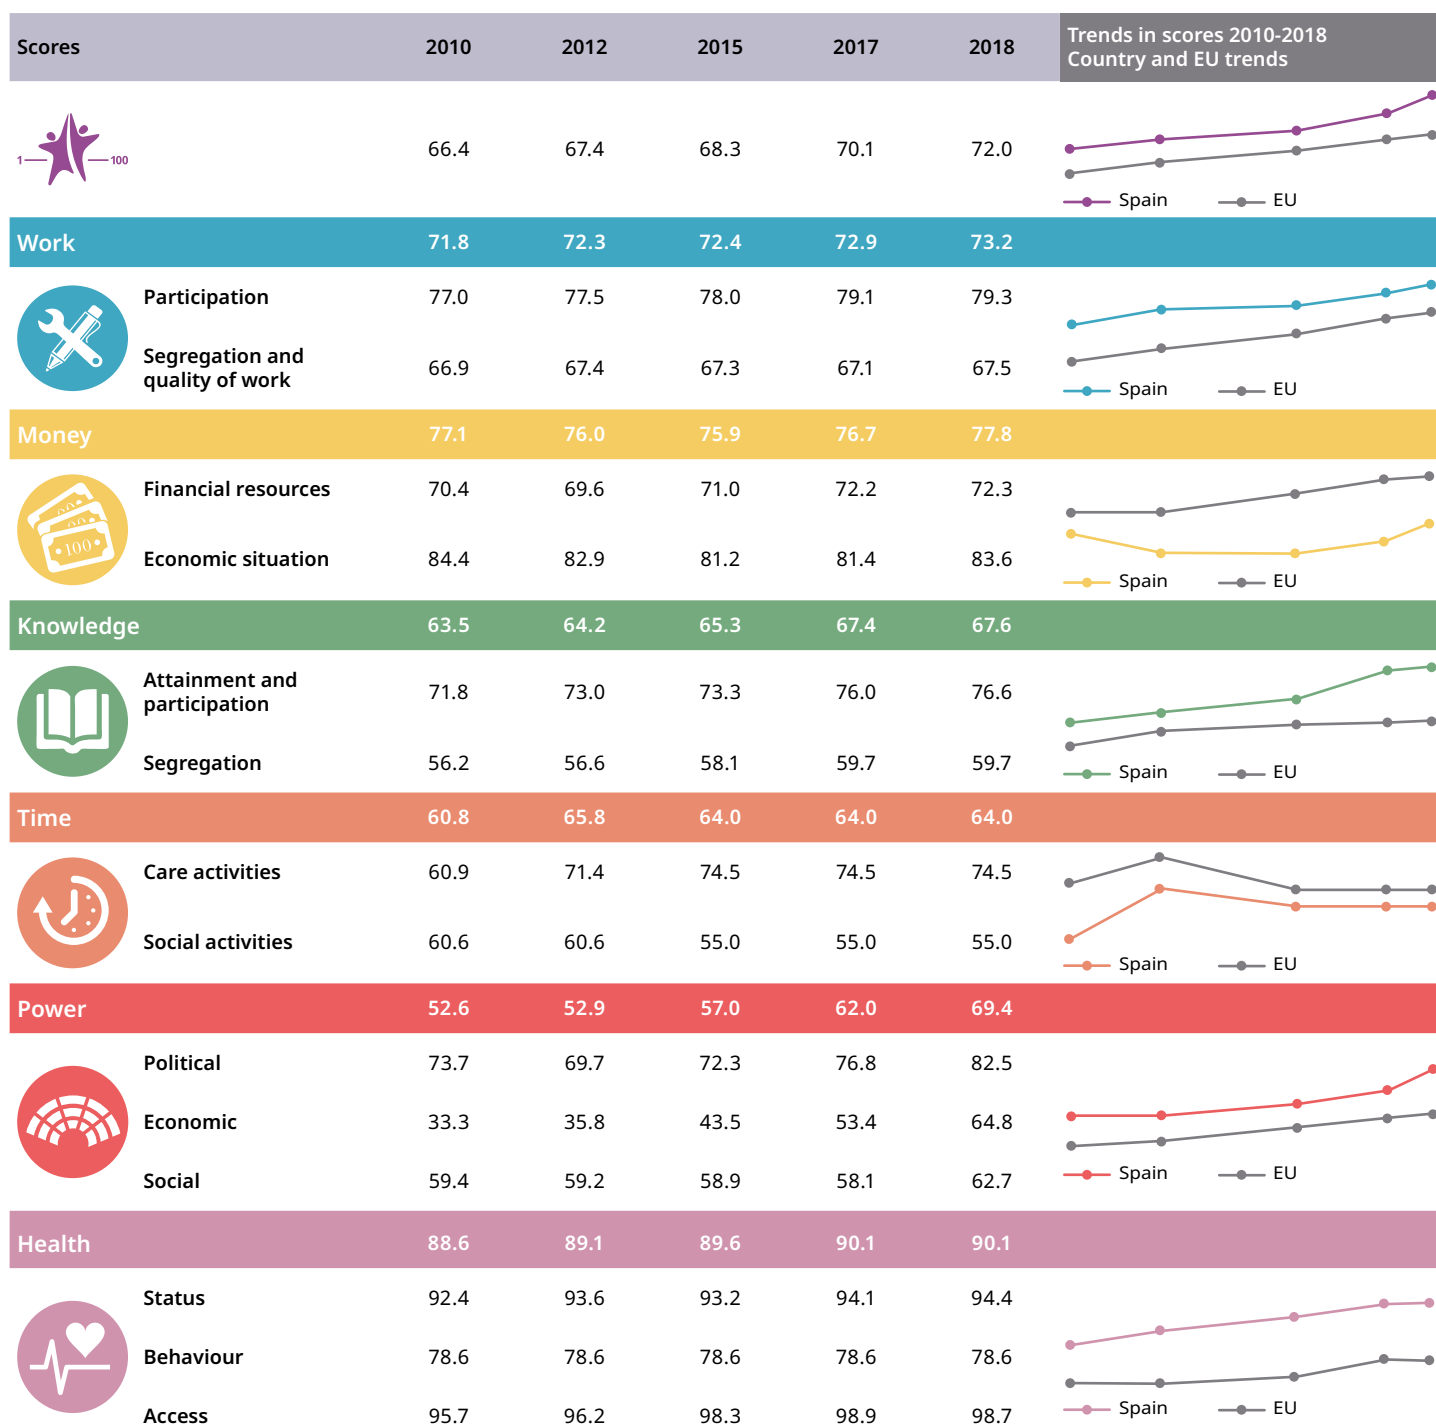 Scores 2010 2012 2015 2017 2018 Trends in scores 2010-2018
Country and EU trends
1 100 66.4 67.4 68.3 70.1 72.0
Spain EU
Work 71.8 72.3 72.4 72.9 73.2
Participation 77.0 77.5 78.0 79.1 79.3
Segregation and
quality of work 66.9 67.4 67.3 67.1 67.5
Spain EU
Money 77.1 76.0 75.9 76.7 77.8
Financial resources 70.4 69.6 71.0 72.2 72.3
100
Economic situation 84.4 82.9 81.2 81.4 83.6
Spain EU
Knowledge 63.5 64.2 65.3 67.4 67.6
Attainment and
participation 71.8 73.0 73.3 76.0 76.6
Segregation 56.2 56.6 58.1 59.7 59.7
Spain EU
Time 60.8 65.8 64.0 64.0 64.0
Care activities 60.9 71.4 74.5 74.5 74.5
Social activities 60.6 60.6 55.0 55.0 55.0
Spain EU
Power 52.6 52.9 57.0 62.0 69.4
Political 73.7 69.7 72.3 76.8 82.5
Economic 33.3 35.8 43.5 53.4 64.8
Social 59.4 59.2 58.9 58.1 62.7
Spain EU
Health 88.6 89.1 89.6 90.1 90.1
Status 92.4 93.6 93.2 94.1 94.4
Behaviour 78.6 78.6 78.6 78.6 78.6
Access 95.7 96.2 98.3 98.9 98.7
Spain EU